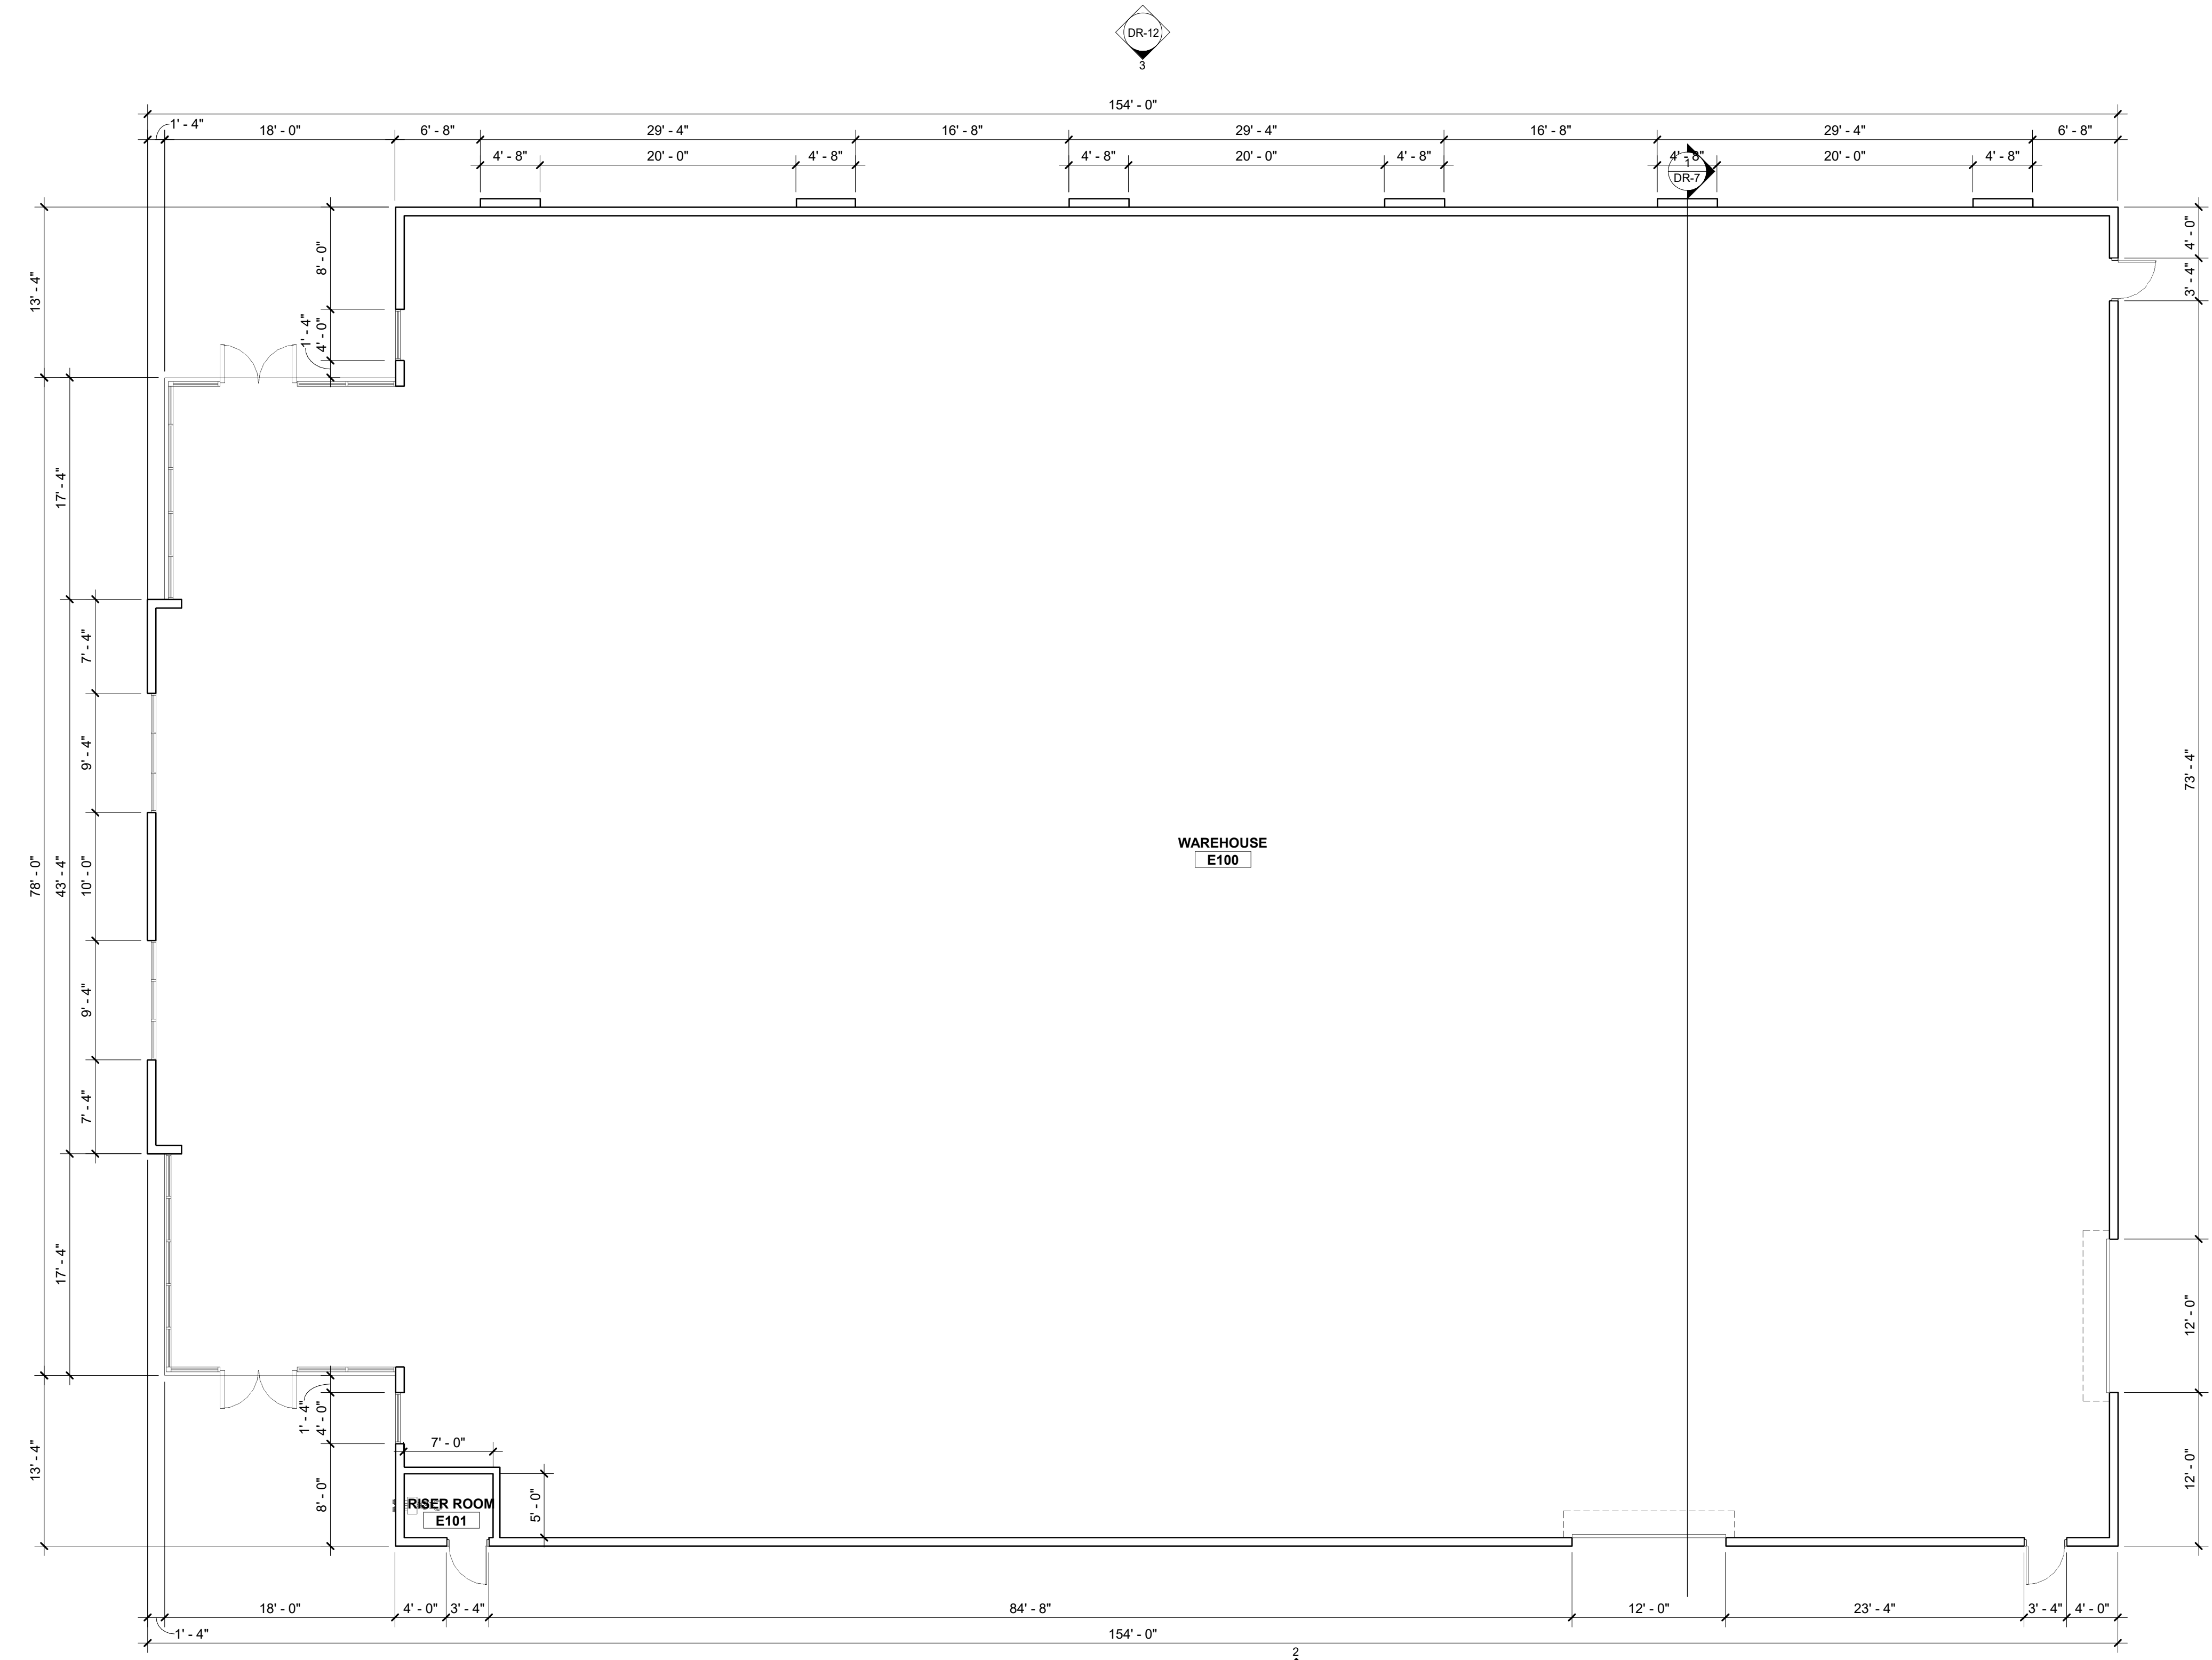 DR-12
3
154' - 0"
1' - 4"
18' - 0"
6' - 8"
29' - 4"
16' - 8"
29' - 4"
16' - 8"
29' - 4"
6' - 8"
4' - 8"
20' - 0"
4' - 8"
4' - 8"
20' - 0"
4' - 8"
4' - 8"
20' - 0"
4' - 8"
1
DR-7
13' - 4"
8' - 0"
1' - 4"
4' - 0"
4' - 0"
3' - 4"
17' - 4"
7' - 4"
9' - 4"
78' - 0"
43' - 4"
10' - 0"
9' - 4"
7' - 4"
73' - 4"
WAREHOUSE
E100
17' - 4"
12' - 0"
1' - 4"
4' - 0"
13' - 4"
8' - 0"
7' - 0"
5' - 0"
RISER ROOM
E101
12' - 0"
18' - 0"
4' - 0"
3' - 4"
84' - 8"
12' - 0"
23' - 4"
3' - 4"
4' - 0"
1' - 4"
154' - 0"
2